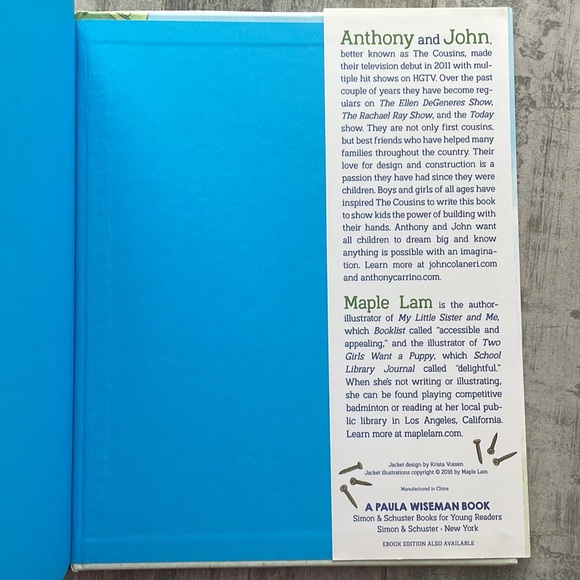 Anthony and John,
better known as The Cousins, made
their television debut in 2011 with mul-
tiple hit shows on HGTV. Over the past
couple of years they have become reg-
ulars on The Ellen DeGeneres Show,
The Rachael Ray Show, and the Today
show. They are not only first cousins,
but best friends who have helped many
families throughout the country. Their
love for design and construction is a
passion they have had since they were
children. Boys and girls of all ages have
inspired The Cousins to write this book
to show kids the power of building with
their hands. Anthony and John want
all children to dream big and know
anything is possible with an imagina-
tion. Learn more at johncolaneri.com
and anthonycarrino.com.
Maple Lam is the author-
illustrator of My Little Sister and Me,
which Booklist called "accessible and
appealing," and the illustrator of Two
Girls Want a Puppy, which School
Library Journal called "delightful."
When she's not writing or illustrating,
she can be found playing competitive
badminton or reading at her local pub-
lic library in Los Angeles, California.
Learn more at maplelam.com.
Jacket design by Krista Vossen
Jacket illustrations copyright © 2018 by Maple Lam
Manufactured in China
A PAULA WISEMAN BOOK
Simon & Schuster Books for Young Readers
Simon & Schuster • New York
EBOOK EDITION ALSO AVAILABLE